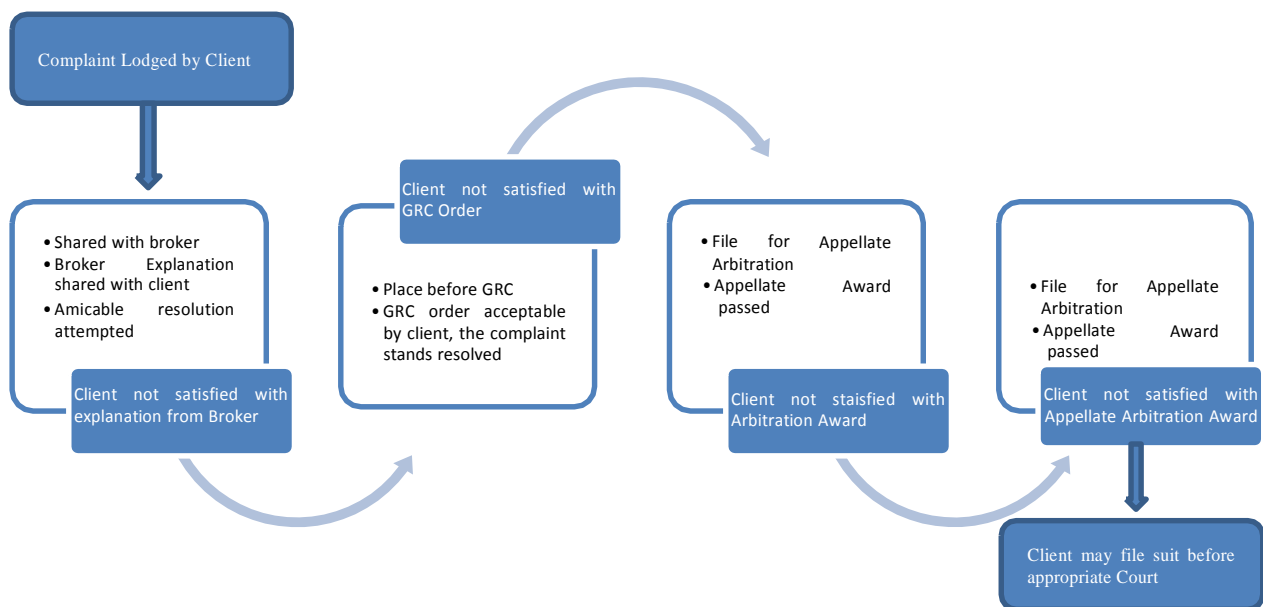 Complaint Lodged by Client
• Shared with broker
• Broker Explanation
shared with client
• Amicable resolution
attempted
Client not satisfied with
explanation from Broker
Client not satisfied with
GRC Order
• Place before GRC
• GRC order acceptable
by client, the complaint
stands resolved
• File for Appellate
Arbitration
• Appellate Award
passed
Client not staisfied with
Arbitration Award
• File for Appellate
Arbitration
• Appellate Award
passed
Client not satisfied with
Appellate Arbitration Award
Client may file suit before
appropriate Court